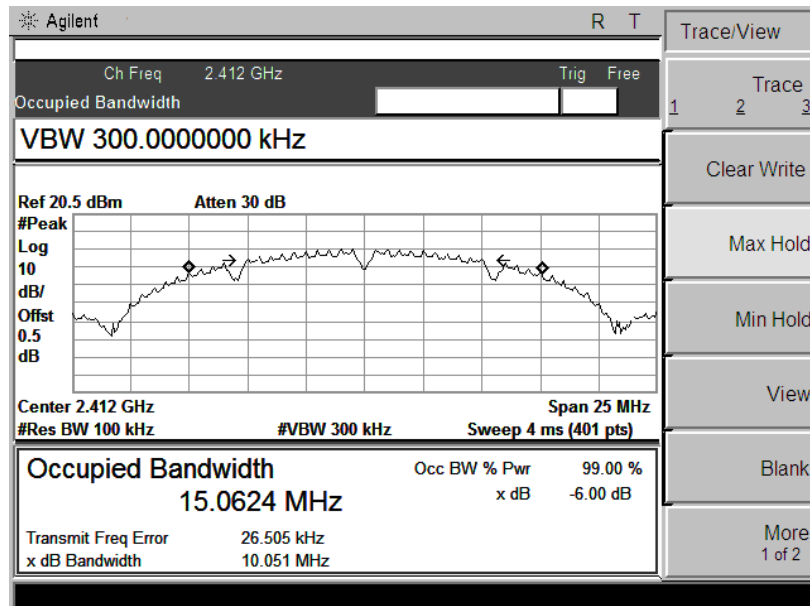 Agilent R T
Trace/View
Ch Freq 2.412 GHz Trig Free
Occupied Bandwidth
VBW 300.0000000 kHz
Ref 20.5 dBm Atten 30 dB
#Peak
Log
10
dB/
Offst
0.5
dB
Center 2.412 GHz Span 25 MHz
#Res BW 100 kHz #VBW 300 kHz Sweep 4 ms (401 pts)
Occupied Bandwidth
15.0624 MHz
Occ BW % Pwr 99.00 %
x dB -6.00 dB
Transmit Freq Error 26.505 kHz
x dB Bandwidth 10.051 MHz
Trace
1 2 3
Clear Write
Max Hold
Min Hold
View
Blank
More
1 of 2